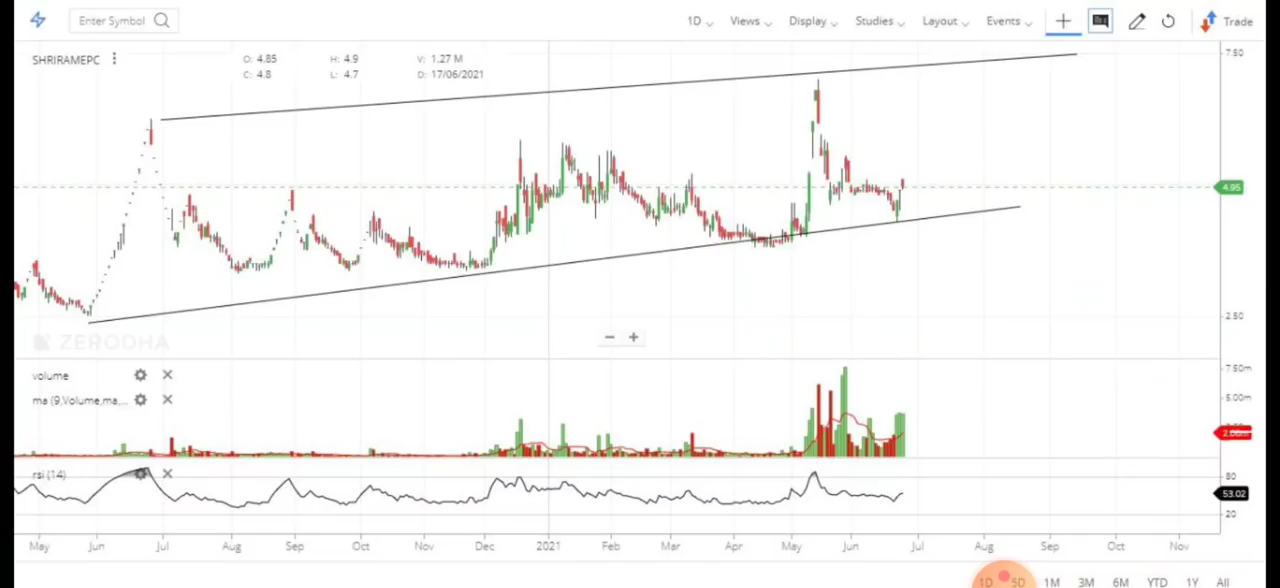 Enter Symbol 1D Views Display Studies Layout Events Trade
SHRIRAMEPC O: 4.85 H: 4.9 V: 1.27 M
C: 4.8 L: 4.7 D: 17/06/2021
7.50
4.95
2.50
ZERODHA
volume 7.50m
ma (9,Volume,ma,... 5.00m
rsi (14) 80
53.02
20
May Jun Jul Aug Sep Oct Nov Dec 2021 Feb Mar Apr May Jun Jul Aug Sep Oct Nov
1D 5D 1M 3M 6M YTD 1Y All